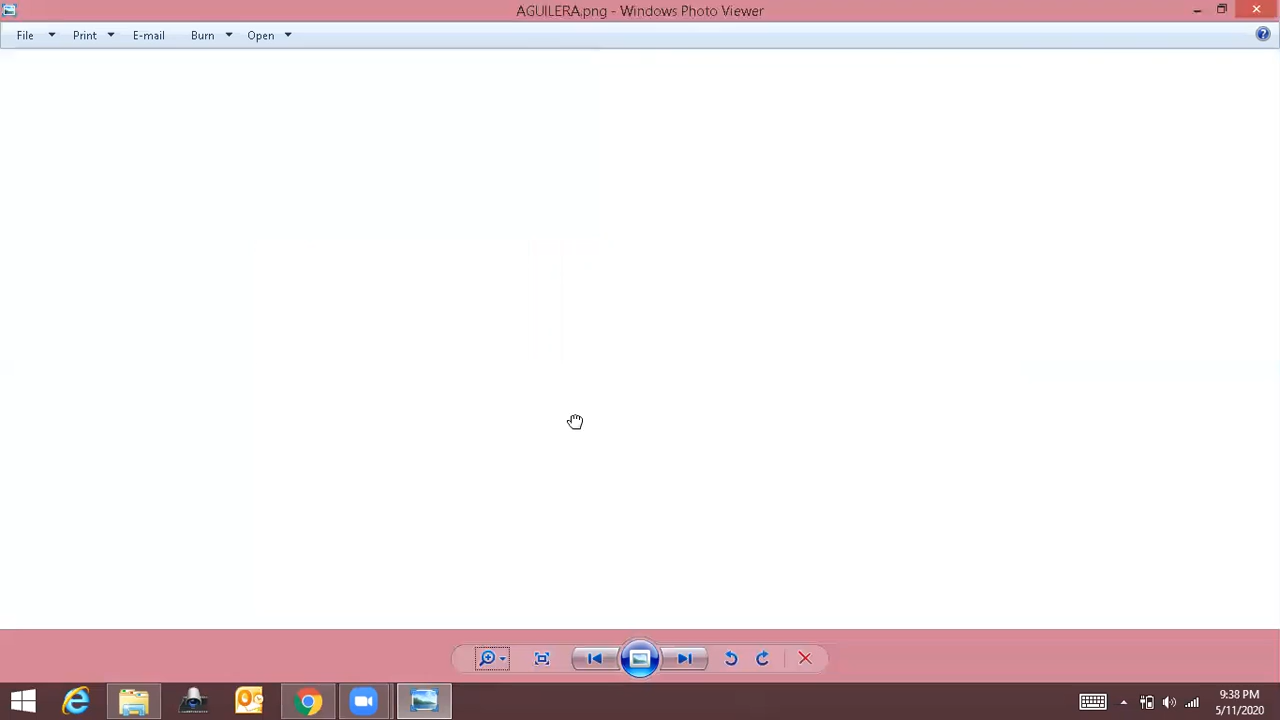 AGUILERA.png - Windows Photo Viewer
File Print E-mail Burn Open
9:38 PM
5/11/2020